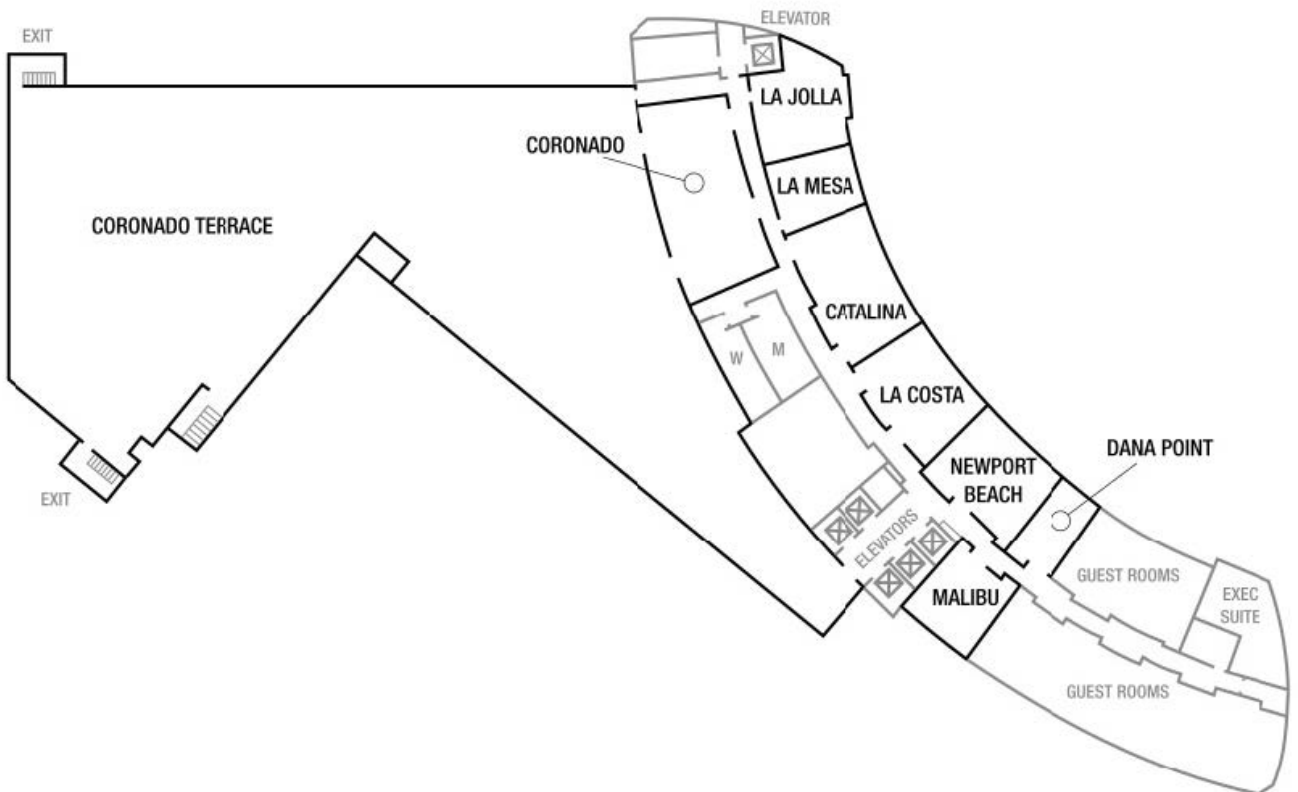 EXIT
ELEVATOR
LA JOLLA
CORONADO
LA MESA
CORONADO TERRACE
CATALINA
W
M
LA COSTA
DANA POINT
NEWPORT
BEACH
EXIT
ELEVATORS
GUEST ROOMS
EXEC
SUITE
MALIBU
GUEST ROOMS